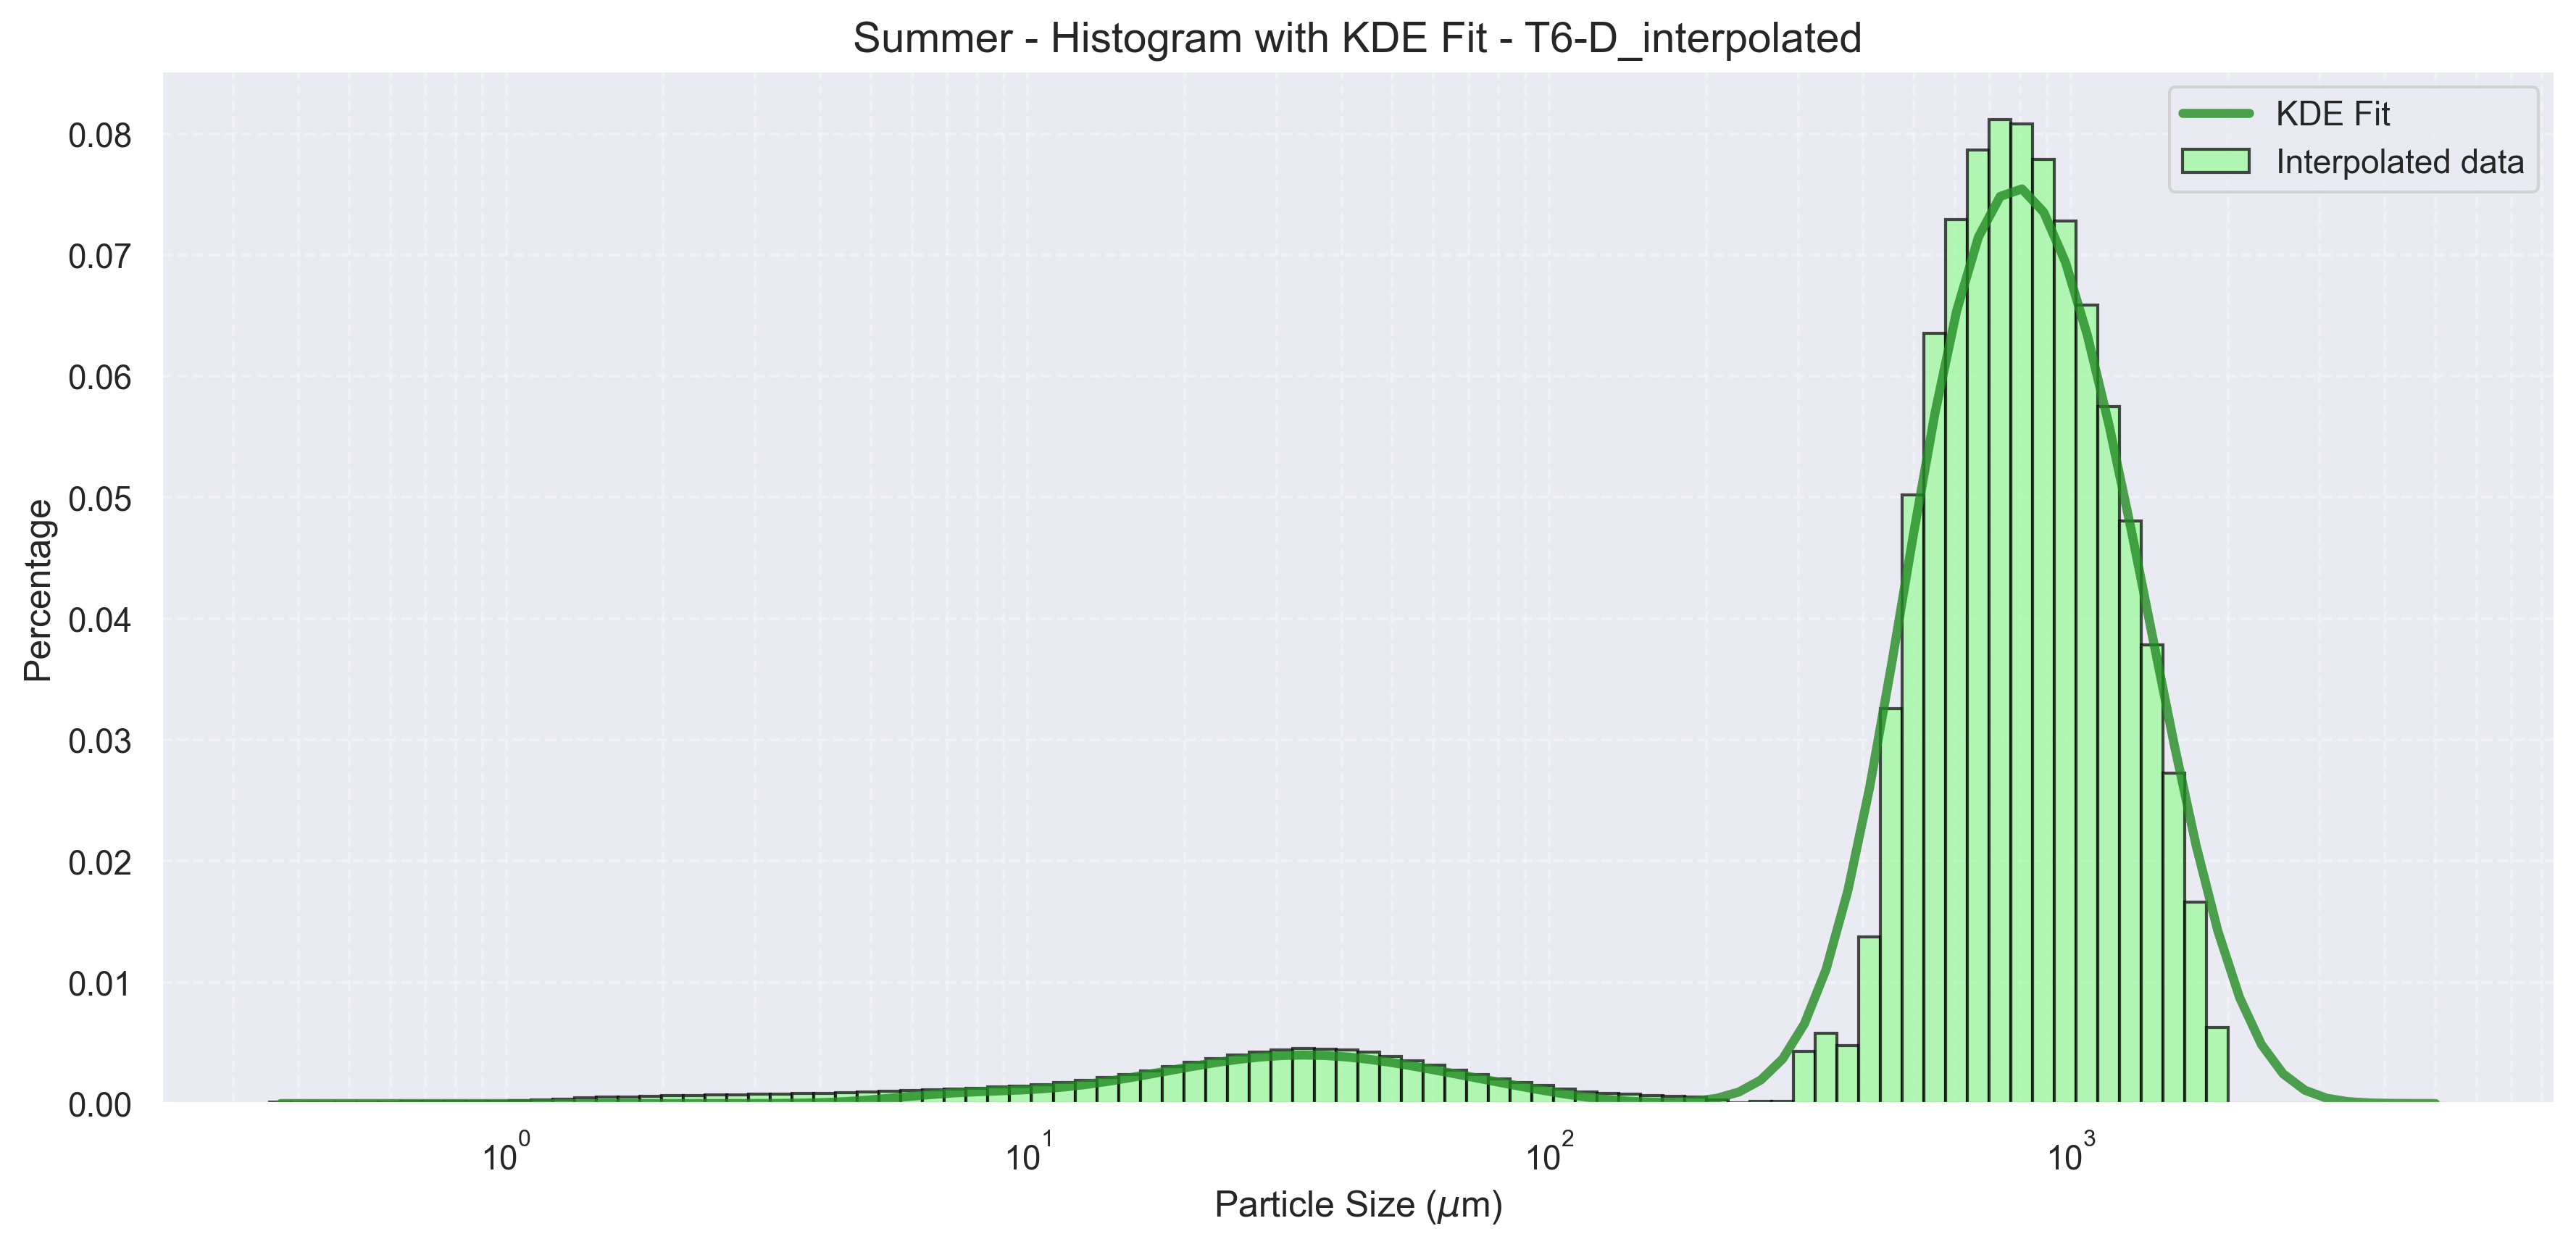 Summer - Histogram with KDE Fit - T6-D_interpolated
KDE Fit
Interpolated data
Percentage
0.08
0.07
0.06
0.05
0.04
0.03
0.02
0.01
0.00
10⁰ 10¹ 10² 10³
Particle Size (μm)